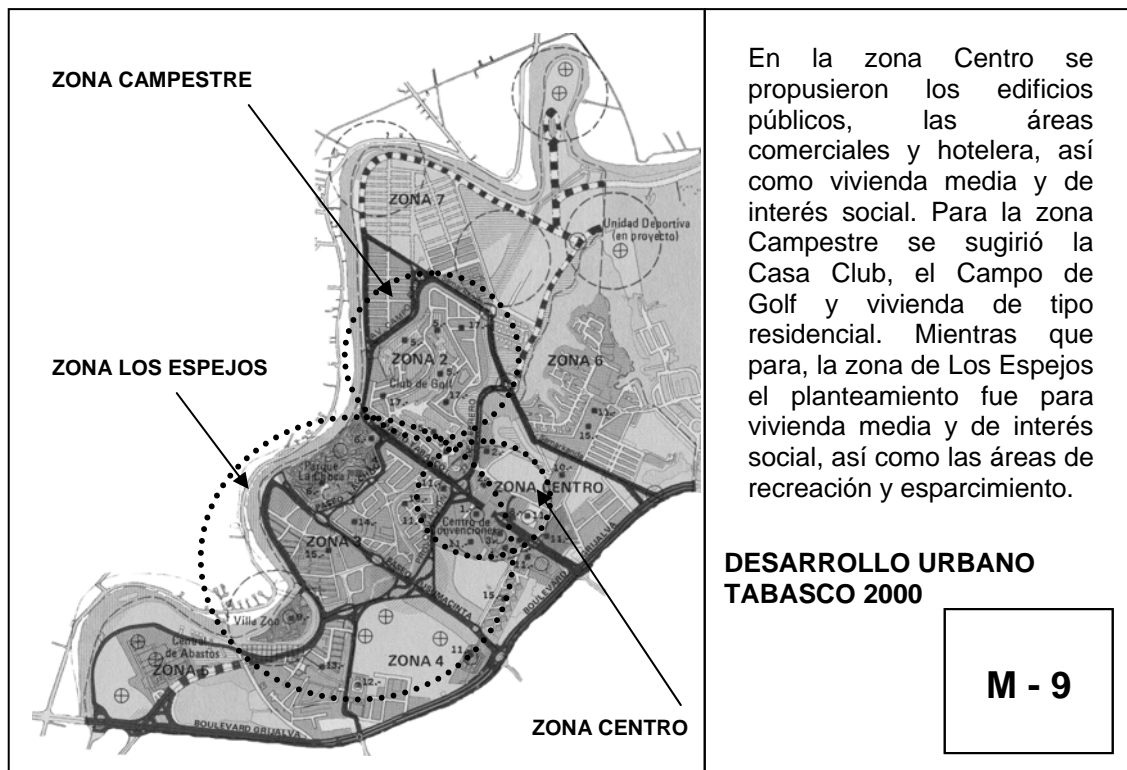 ZONA CAMPESTRE
ZONA LOS ESPEJOS
ZONA CENTRO
ZONA 7
Unidad Deportiva
(en proyecto)
ZONA 2
Club de Golf
ZONA 6
ZONA CENTRO
Centro de
ZONA 3
Villa Zoo
Central
de Abastos
ZONA 5
ZONA 4
BOULEVARD GRIJALVA
BOULEVARD GRIJALVA
En la zona Centro se
propusieron los edificios
públicos, las áreas
comerciales y hotelera, así
como vivienda media y de
interés social. Para la zona
Campestre se sugirió la
Casa Club, el Campo de
Golf y vivienda de tipo
residencial. Mientras que
para, la zona de Los Espejos
el planteamiento fue para
vivienda media y de interés
social, así como las áreas de
recreación y esparcimiento.
DESARROLLO URBANO
TABASCO 2000
M - 9